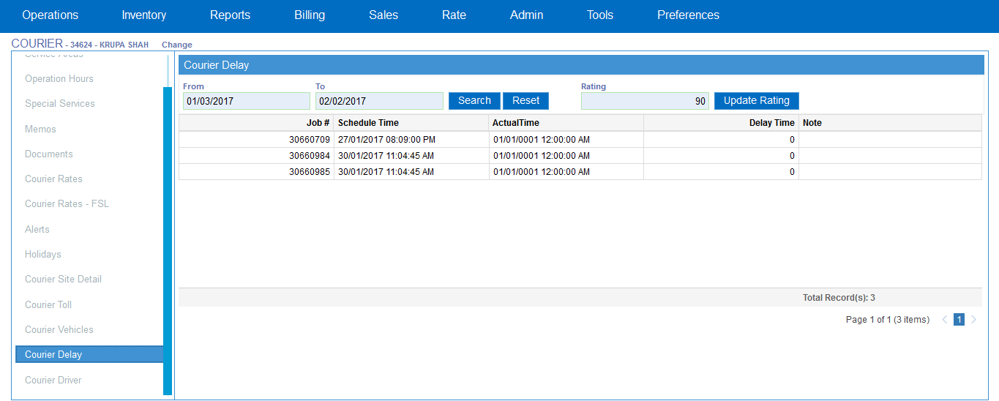 Operations Inventory Reports Billing Sales Rate Admin Tools Preferences
COURIER - 34624 - KRUPA SHAH Change
Service Areas
Operation Hours
Special Services
Memos
Documents
Courier Rates
Courier Rates - FSL
Alerts
Holidays
Courier Site Detail
Courier Toll
Courier Vehicles
Courier Delay
Courier Driver
Courier Delay
From To Rating
01/03/2017 02/02/2017 Search Reset 90 Update Rating
Job # Schedule Time ActualTime Delay Time Note
30660709 27/01/2017 08:09:00 PM 01/01/0001 12:00:00 AM 0
30660984 30/01/2017 11:04:45 AM 01/01/0001 12:00:00 AM 0
30660985 30/01/2017 11:04:45 AM 01/01/0001 12:00:00 AM 0
Total Record(s): 3
Page 1 of 1 (3 items) 1